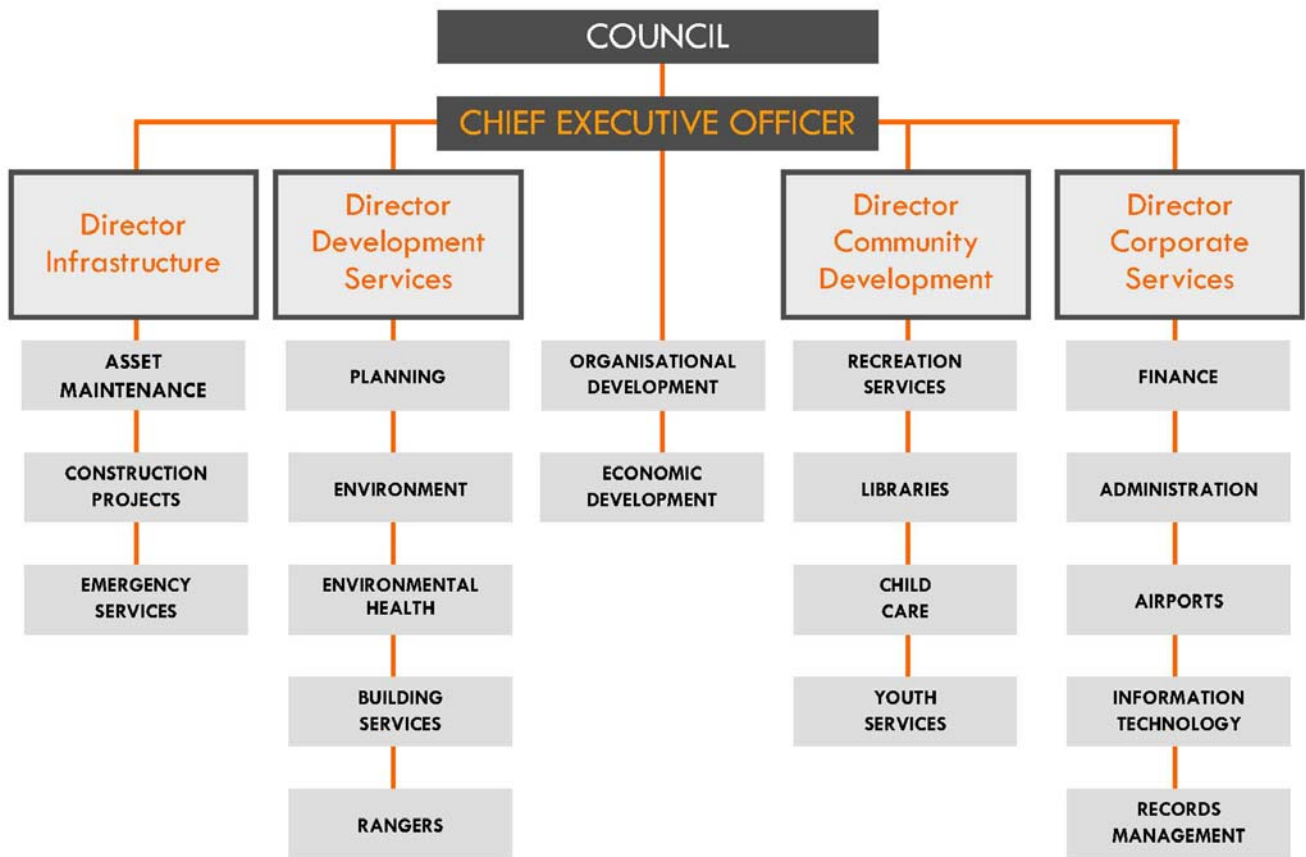 COUNCIL
CHIEF EXECUTIVE OFFICER
Director
Infrastructure
ASSET
MAINTENANCE
CONSTRUCTION
PROJECTS
EMERGENCY
SERVICES
Director
Development
Services
PLANNING
ENVIRONMENT
ENVIRONMENTAL
HEALTH
BUILDING
SERVICES
RANGERS
ORGANISATIONAL
DEVELOPMENT
ECONOMIC
DEVELOPMENT
Director
Community
Development
RECREATION
SERVICES
LIBRARIES
CHILD
CARE
YOUTH
SERVICES
Director
Corporate
Services
FINANCE
ADMINISTRATION
AIRPORTS
INFORMATION
TECHNOLOGY
RECORDS
MANAGEMENT